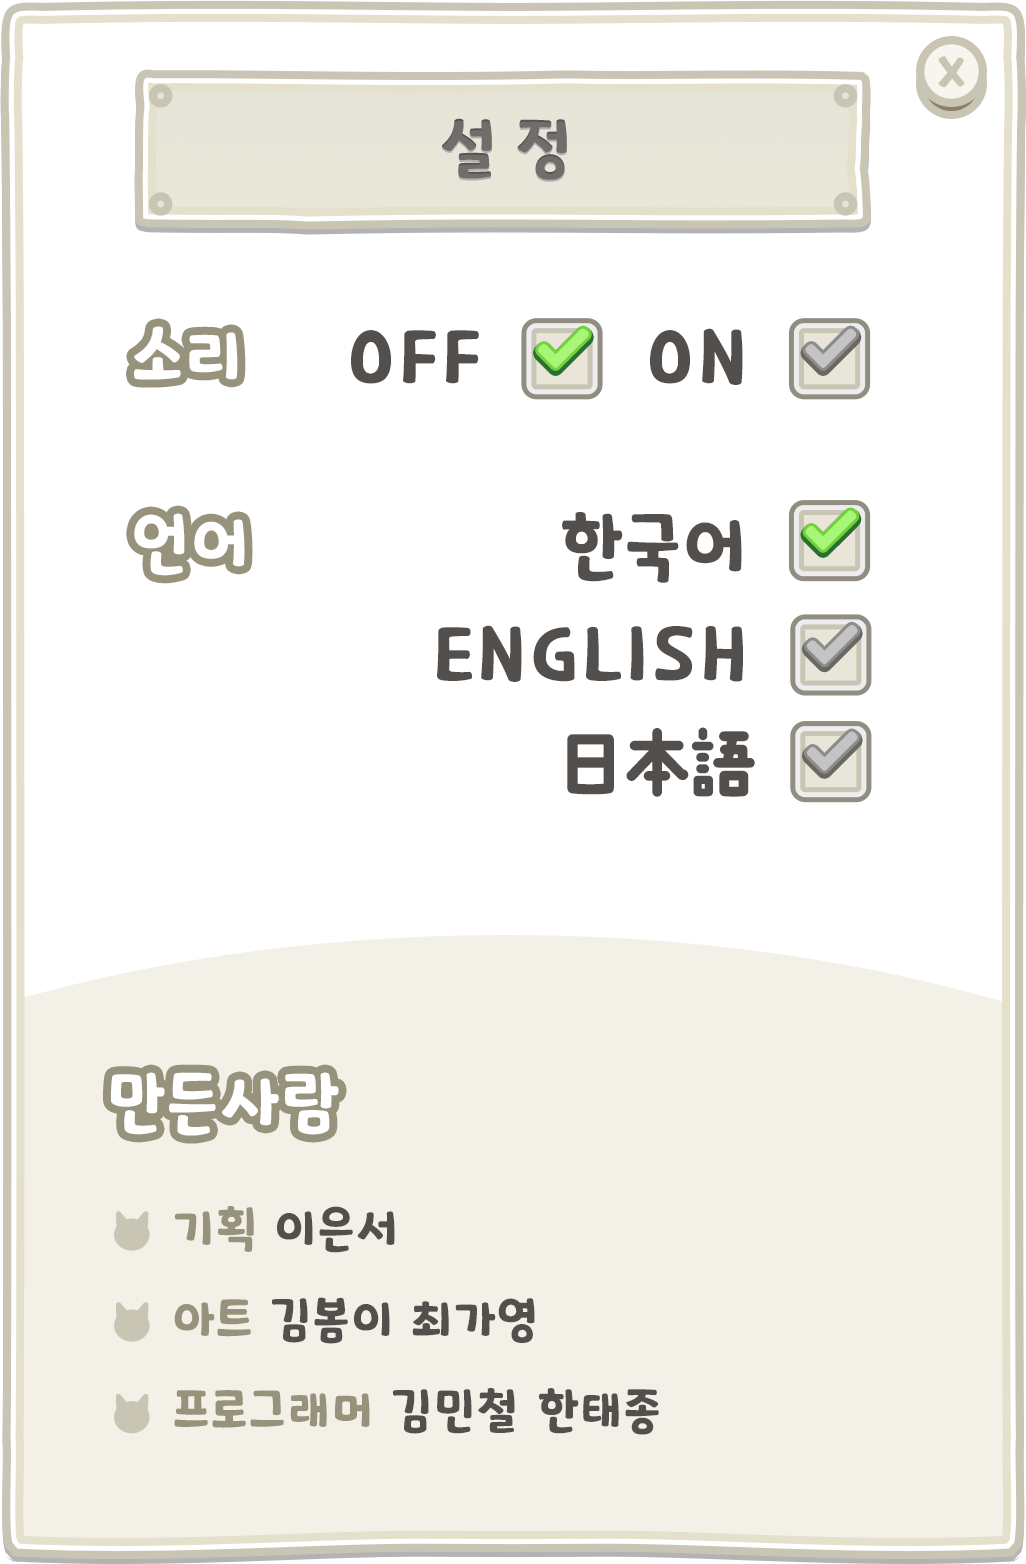 X
설 정
소리 OFF ON
언어 한국어
ENGLISH
日本語
만든사람
기획 이은서
아트 김봄이 최가영
프로그래머 김민철 한태종